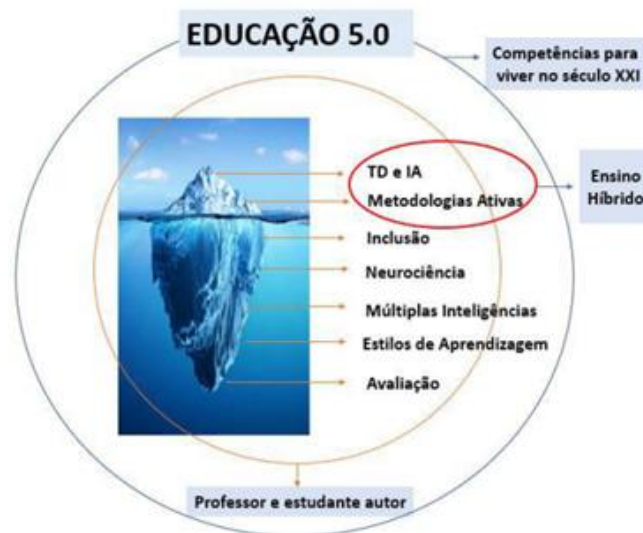 EDUCAÇÃO 5.0
Competências para
viver no século XXI
TD e IA
Metodologias Ativas
Ensino
Híbrido
Inclusão
Neurociência
Múltiplas Inteligências
Estilos de Aprendizagem
Avaliação
Professor e estudante autor